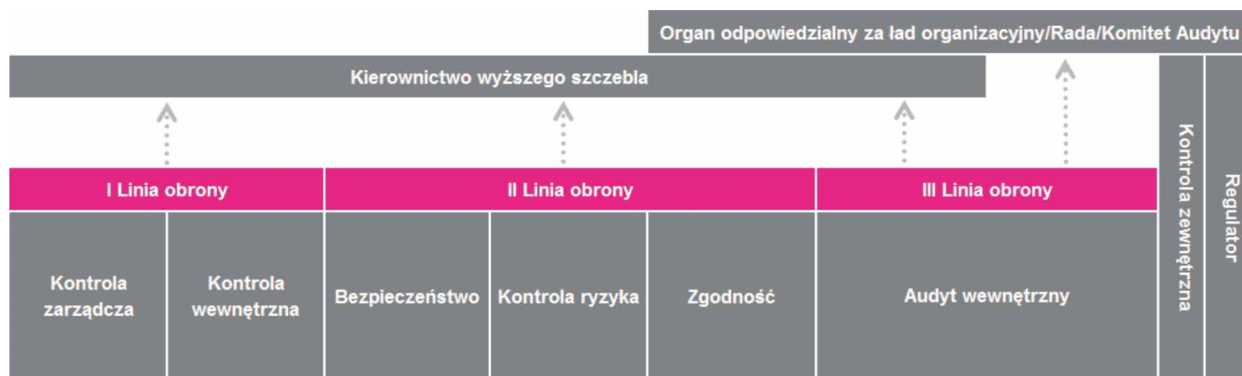 Organ odpowiedzialny za ład organizacyjny/Rada/Komitet Audytu
Kierownictwo wyższego szczebla
I Linia obrony
II Linia obrony
III Linia obrony
Kontrola
zarządcza
Kontrola
wewnętrzna
Bezpieczeństwo
Kontrola ryzyka
Zgodność
Audyt wewnętrzny
Kontrola zewnętrzna
Regulator